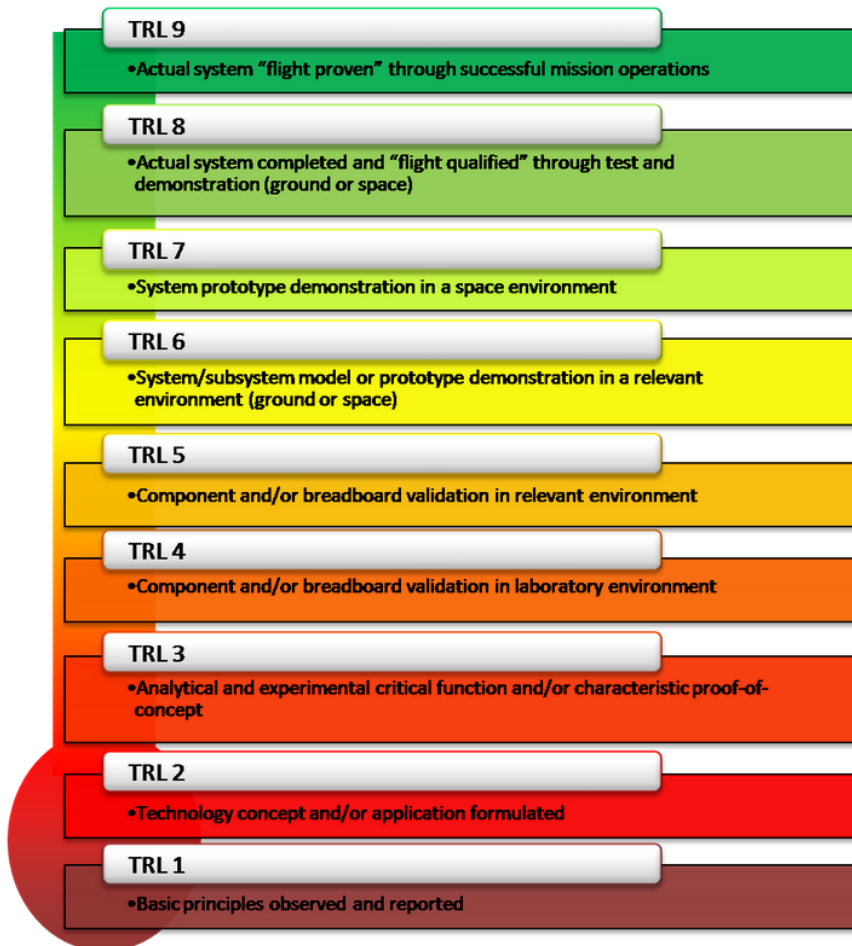 TRL 9
•Actual system “flight proven” through successful mission operations
TRL 8
•Actual system completed and “flight qualified” through test and
demonstration (ground or space)
TRL 7
•System prototype demonstration in a space environment
TRL 6
•System/subsystem model or prototype demonstration in a relevant
environment (ground or space)
TRL 5
•Component and/or breadboard validation in relevant environment
TRL 4
•Component and/or breadboard validation in laboratory environment
TRL 3
•Analytical and experimental critical function and/or characteristic proof-of-
concept
TRL 2
•Technology concept and/or application formulated
TRL 1
•Basic principles observed and reported